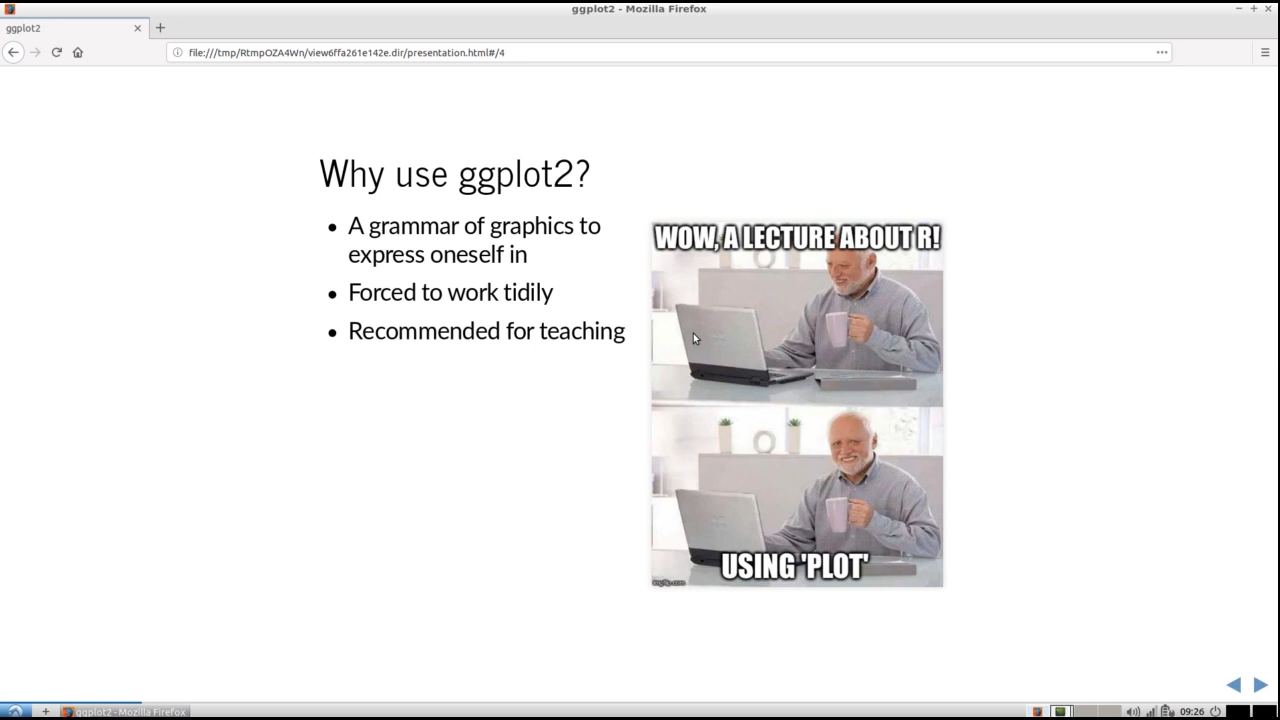 ggplot2 - Mozilla Firefox
ggplot2
file:///tmp/RtmpOZA4Wn/view6ffa261e142e.dir/presentation.html#/4
Why use ggplot2?
A grammar of graphics to
express oneself in
Forced to work tidily
Recommended for teaching
WOW, A LECTURE ABOUT R!
USING 'PLOT'
imgflip.com
ggplot2 - Mozilla Firefox
09:26